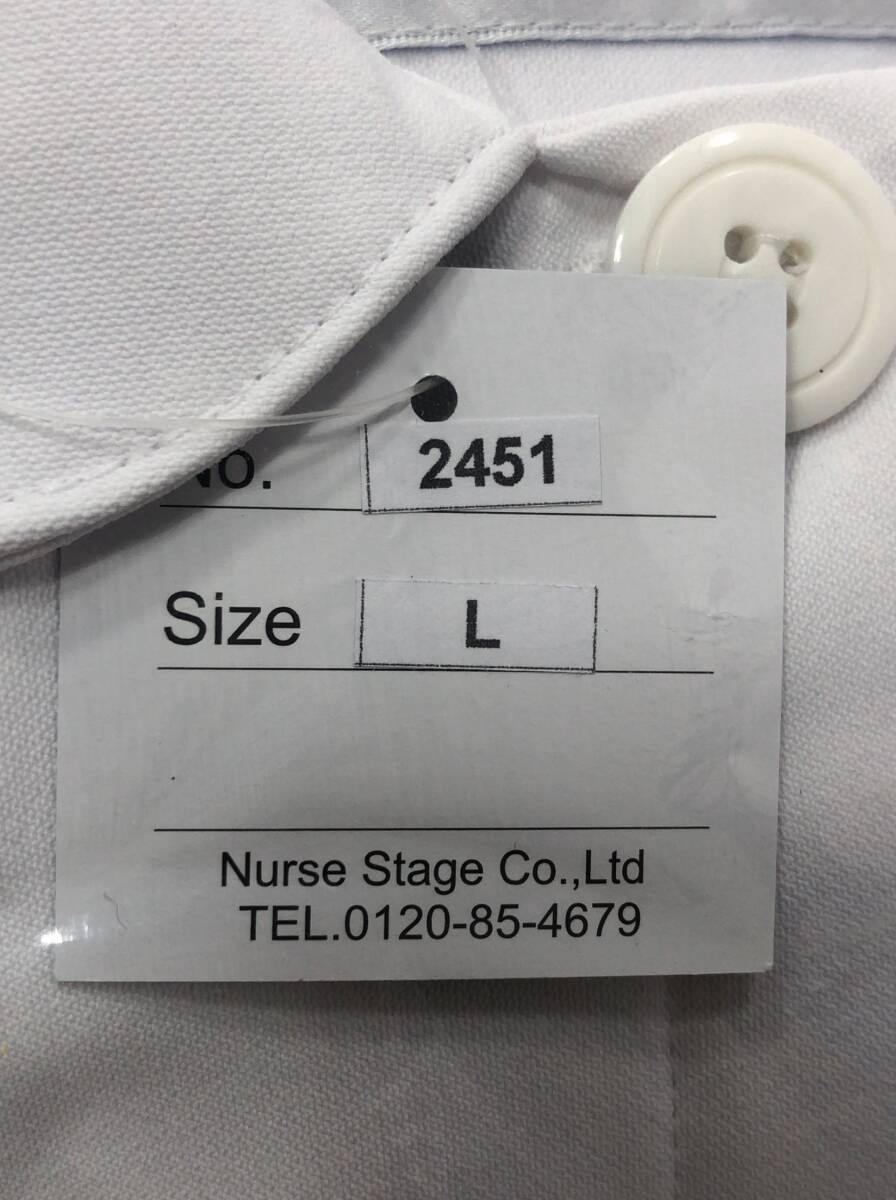 No. 2451
Size L
Nurse Stage Co.,Ltd
TEL.0120-85-4679